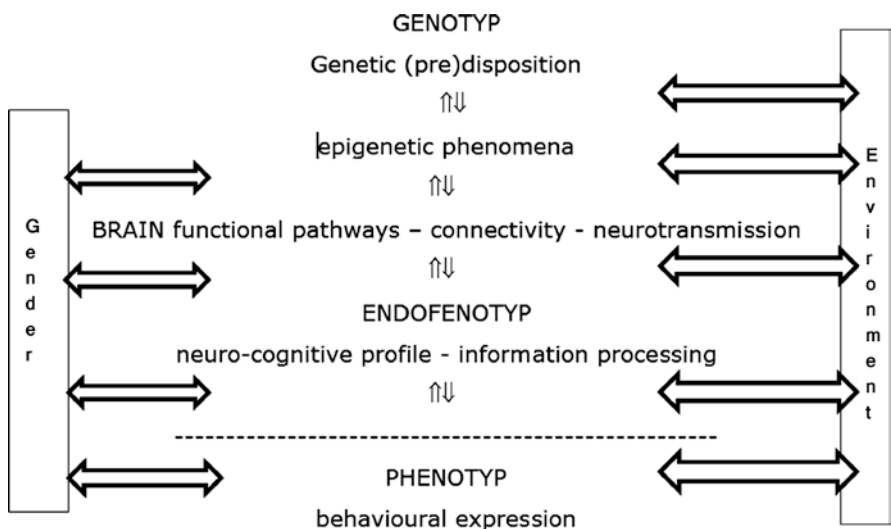 GENOTYP
Genetic (pre)disposition
⇑⇓
epigenetic phenomena
⇑⇓
BRAIN functional pathways – connectivity - neurotransmission
⇑⇓
ENDOFENOTYP
neuro-cognitive profile - information processing
⇑⇓
PHENOTYP
behavioural expression
Gender
Environment